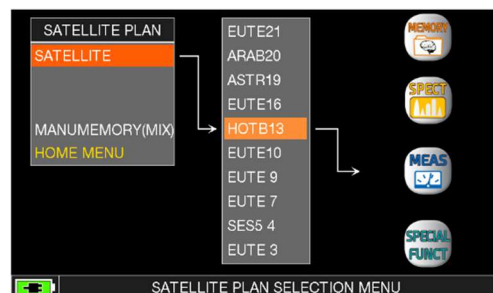 SATELLITE PLAN
SATELLITE
MANUMEMORY(MIX)
HOME MENU
EUTE21
ARAB20
ASTR19
EUTE16
HOTB13
EUTE10
EUTE 9
EUTE 7
SES5 4
EUTE 3
MEMORY
SPECT
MEAS
SPECIAL
FUNCT
SATELLITE PLAN SELECTION MENU